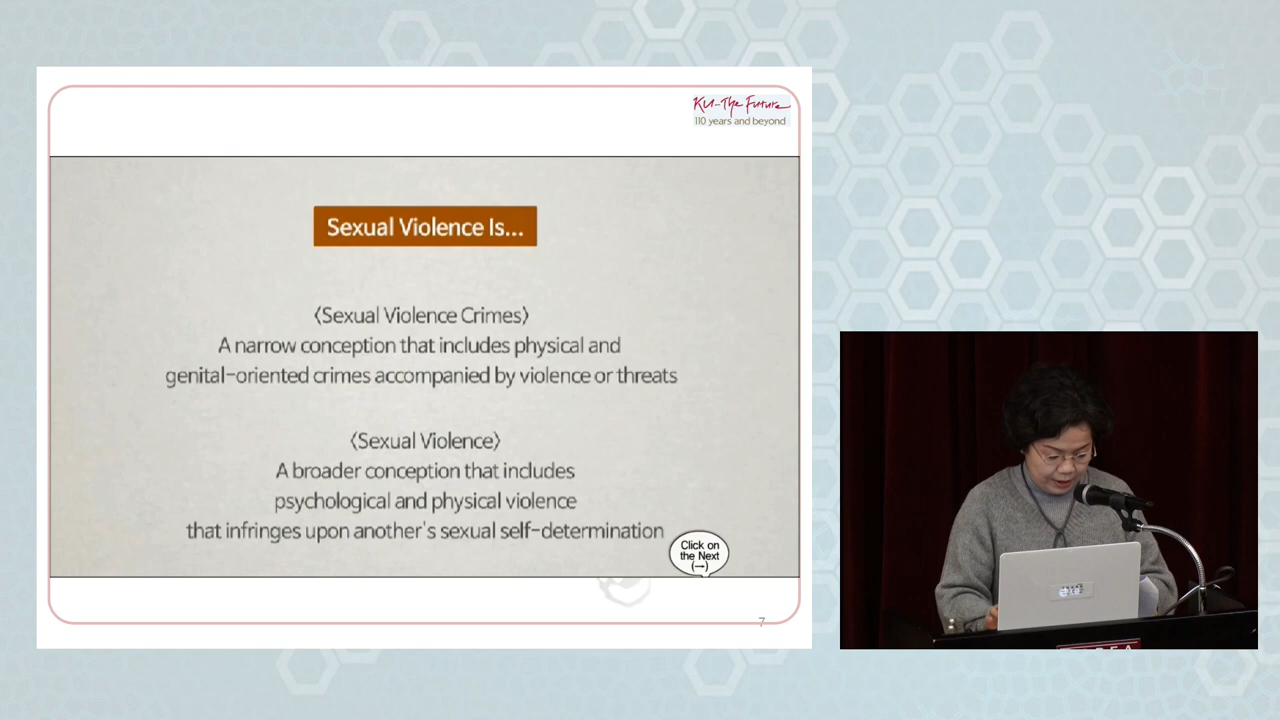 KU-The Future
110 years and beyond
Sexual Violence Is...
〈Sexual Violence Crimes〉
A narrow conception that includes physical and
genital-oriented crimes accompanied by violence or threats
〈Sexual Violence〉
A broader conception that includes
psychological and physical violence
that infringes upon another's sexual self-determination
Click on
the Next
(→)
7